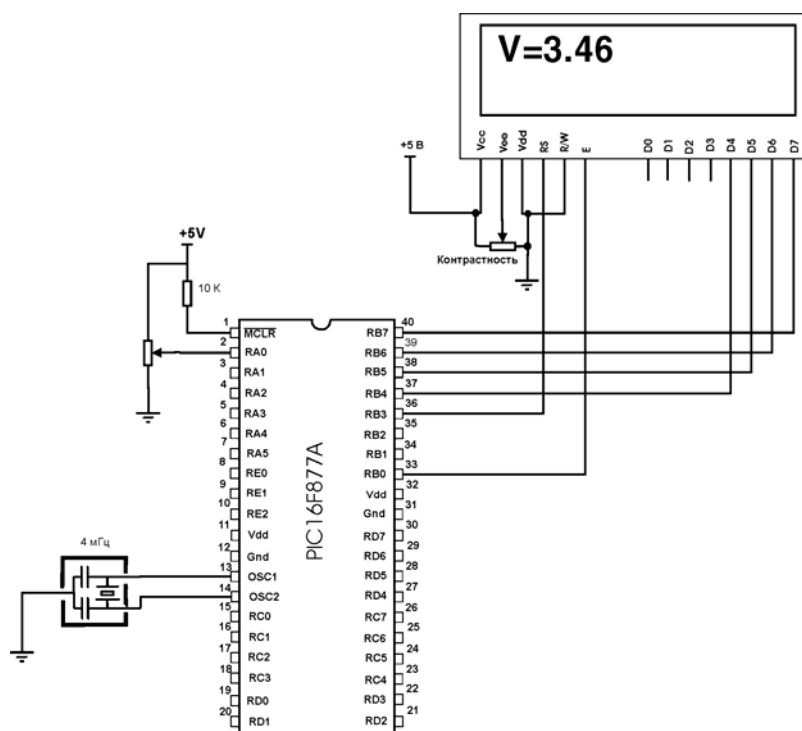 V=3.46
Vcc
Vee
Vdd
RS
R/W
E
D0
D1
D2
D3
D4
D5
D6
D7
+5 В
Контрастность
+5V
10 К
4 мГц
PIC16F877A
1 MCLR
2 RA0
3 RA1
4 RA2
5 RA3
6 RA4
7 RA5
8 RE0
9 RE1
10 RE2
11 Vdd
12 Gnd
13 OSC1
14 OSC2
15 RC0
16 RC1
17 RC2
18 RC3
19 RD0
20 RD1
RB7 40
RB6 39
RB5 38
RB4 37
RB3 36
RB2 35
RB1 34
RB0 33
Vdd 32
Gnd 31
RD7 30
RD6 29
RD5 28
RD4 27
RC7 26
RC6 25
RC5 24
RC4 23
RD3 22
RD2 21